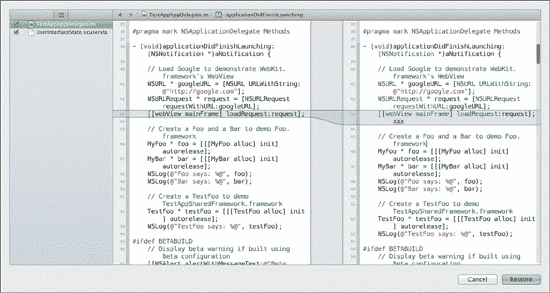 TestAppAppDelegate.m
UserInterfaceState.xcusersta
TestAppAppDelegate.m
-applicationDidFinishLaunching:
#pragma mark NSApplicationDelegate Methods
- (void)applicationDidFinishLaunching:
(NSNotification *)aNotification {
// Load Google to demonstrate WebKit.
framework's WebView
NSURL * googleURL = [NSURL URLWithString:
@"http://google.com"];
NSURLRequest * request = [NSURLRequest
requestWithURL:googleURL];
[[webView mainFrame] loadRequest:request];
// Create a Foo and a Bar to demo Foo.
framework
MyFoo * foo = [[[MyFoo alloc] init]
autorelease];
MyBar * bar = [[[MyBar alloc] init]
autorelease];
NSLog(@"Foo says: %@", foo);
NSLog(@"Bar says: %@", bar);
// Create a TestFoo to demo
TestAppSharedFramework.framework
TestFoo * testFoo = [[[TestFoo alloc] init
] autorelease];
NSLog(@"TestFoo says: %@", testFoo);
#ifdef BETABUILD
// Display beta warning if built using
Beta configuration
[[NSAlert alertWithMessageText:@"Beta
#pragma mark NSApplicationDelegate Methods
- (void)applicationDidFinishLaunching:
(NSNotification *)aNotification {
// Load Google to demonstrate WebKit.
framework's WebView
NSURL * googleURL = [NSURL URLWithString:
@"http://google.com"];
NSURLRequest * request = [NSURLRequest
requestWithURL:googleURL];
[[webView mainFrame] loadRequest:request];
xxx
// Create a Foo and a Bar to demo Foo.
framework
MyFoo * foo = [[[MyFoo alloc] init]
autorelease];
MyBar * bar = [[[MyBar alloc] init]
autorelease];
NSLog(@"Foo says: %@", foo);
NSLog(@"Bar says: %@", bar);
// Create a TestFoo to demo
TestAppSharedFramework.framework
TestFoo * testFoo = [[[TestFoo alloc] init
] autorelease];
NSLog(@"TestFoo says: %@", testFoo);
#ifdef BETABUILD
// Display beta warning if built using
Beta configuration
Cancel
Restore